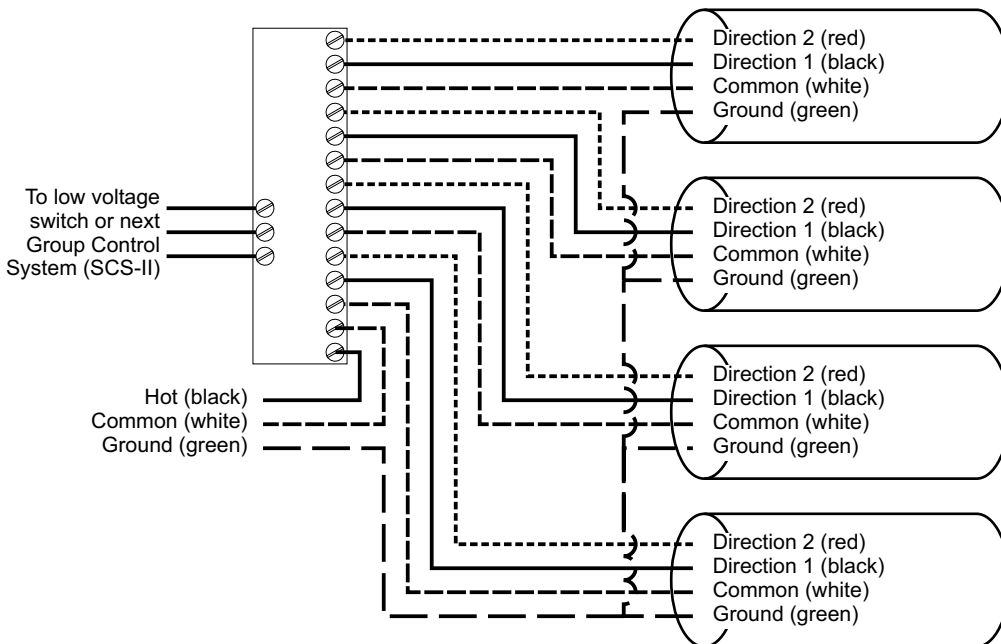 Direction 2 (red)
Direction 1 (black)
Common (white)
Ground (green)
To low voltage
switch or next
Group Control
System (SCS-II)
Direction 2 (red)
Direction 1 (black)
Common (white)
Ground (green)
Hot (black)
Common (white)
Ground (green)
Direction 2 (red)
Direction 1 (black)
Common (white)
Ground (green)
Direction 2 (red)
Direction 1 (black)
Common (white)
Ground (green)